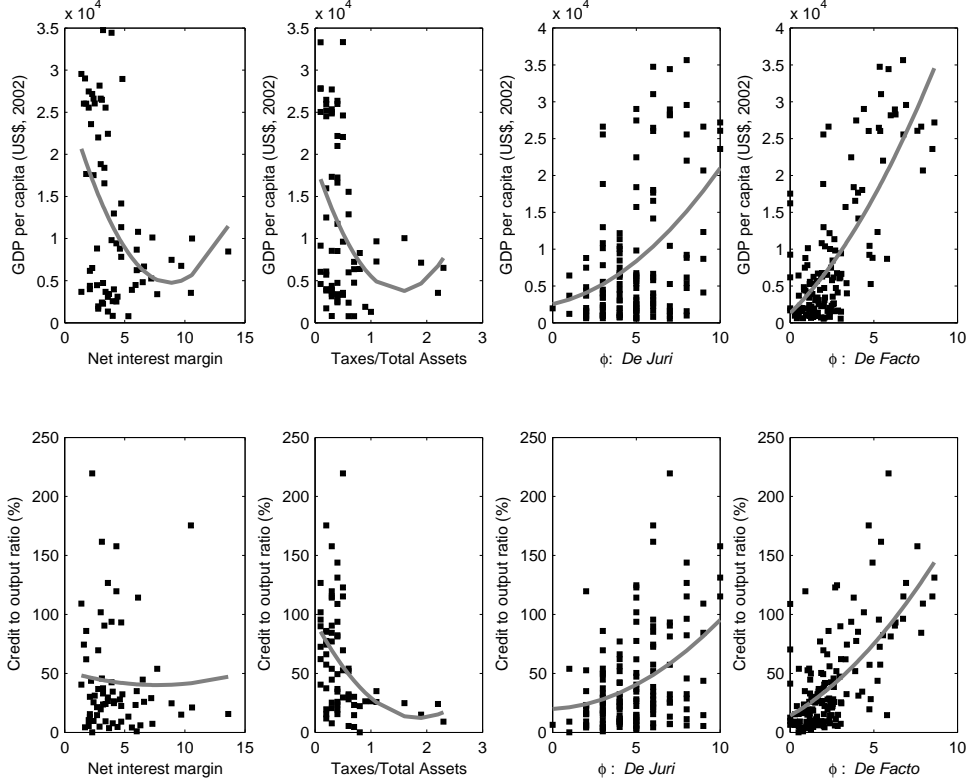 x 10^4
3.5
3
2.5
2
1.5
1
0.5
0
GDP per capita (US$, 2002)
0 5 10 15
Net interest margin
x 10^4
3.5
3
2.5
2
1.5
1
0.5
0
GDP per capita (US$, 2002)
0 1 2 3
Taxes/Total Assets
x 10^4
4
3.5
3
2.5
2
1.5
1
0.5
0
GDP per capita (US$, 2002)
0 5 10
ϕ: De Juri
x 10^4
4
3.5
3
2.5
2
1.5
1
0.5
0
GDP per capita (US$, 2002)
0 5 10
ϕ : De Facto
250
200
150
100
50
0
Credit to output ratio (%)
0 5 10 15
Net interest margin
250
200
150
100
50
0
Credit to output ratio (%)
0 1 2 3
Taxes/Total Assets
250
200
150
100
50
0
Credit to output ratio (%)
0 5 10
ϕ: De Juri
250
200
150
100
50
0
Credit to output ratio (%)
0 5 10
ϕ : De Facto